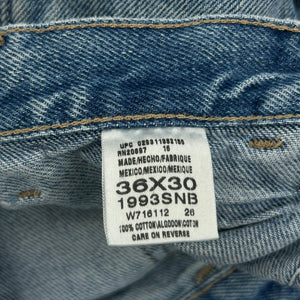 UPC
RN20697 16
MADE/HECHO/FABRIQUE
MEXICO/MEXICO/MEXIQUE
36X30
1993SNB
W716112 26
100% COTTON/ALGODON/COTON
CARE ON REVERSE